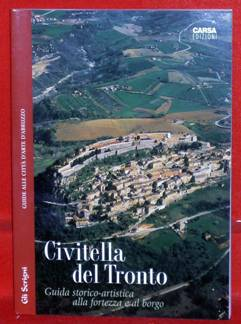 CARSA
EDIZIONI
Civitella
del Tronto
Guida storico-artistica
alla fortezza e al borgo
GUIDE ALLE CITTÀ D'ARTE D'ABRUZZO
Gli Scrigni